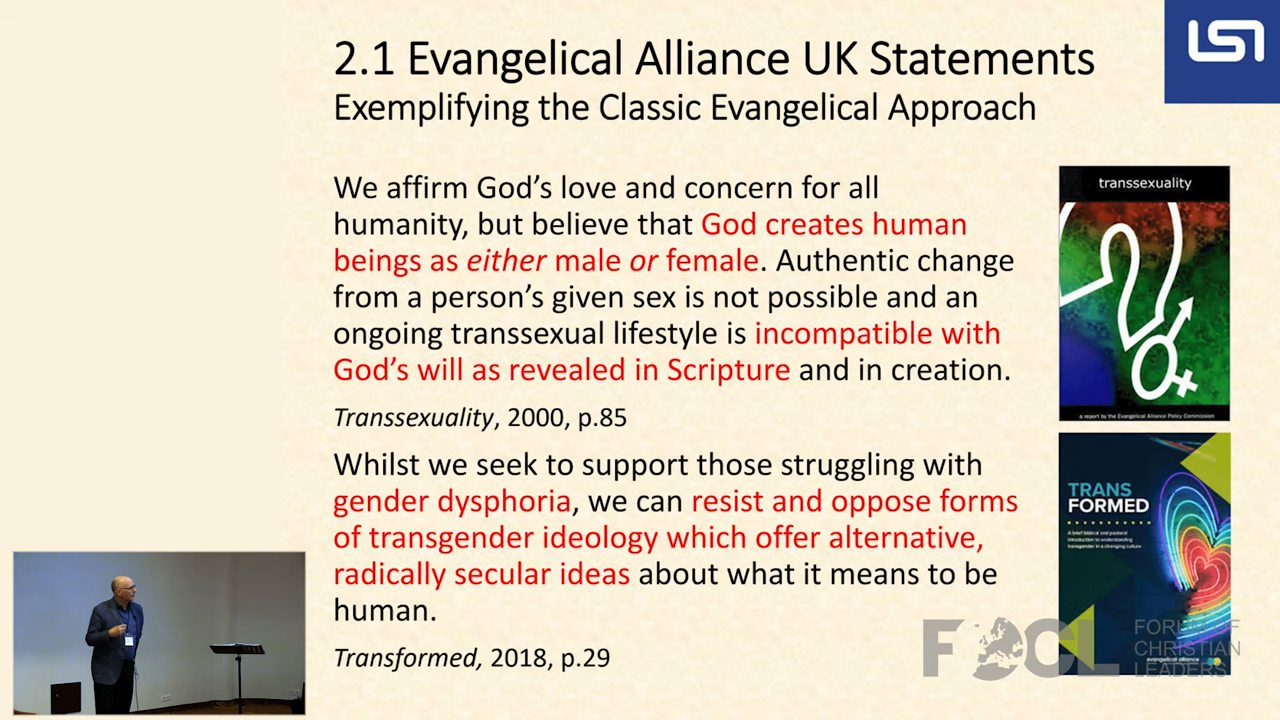 2.1 Evangelical Alliance UK Statements
Exemplifying the Classic Evangelical Approach
We affirm God’s love and concern for all
humanity, but believe that God creates human
beings as either male or female. Authentic change
from a person’s given sex is not possible and an
ongoing transsexual lifestyle is incompatible with
God’s will as revealed in Scripture and in creation.
Transsexuality, 2000, p.85
Whilst we seek to support those struggling with
gender dysphoria, we can resist and oppose forms
of transgender ideology which offer alternative,
radically secular ideas about what it means to be
human.
Transformed, 2018, p.29
transsexuality
a report by the Evangelical Alliance Policy Commission
TRANS
FORMED
A brief biblical and pastoral
introduction to understanding
transgender in a changing culture
evangelical alliance
FOCL
FORUM OF
CHRISTIAN
LEADERS